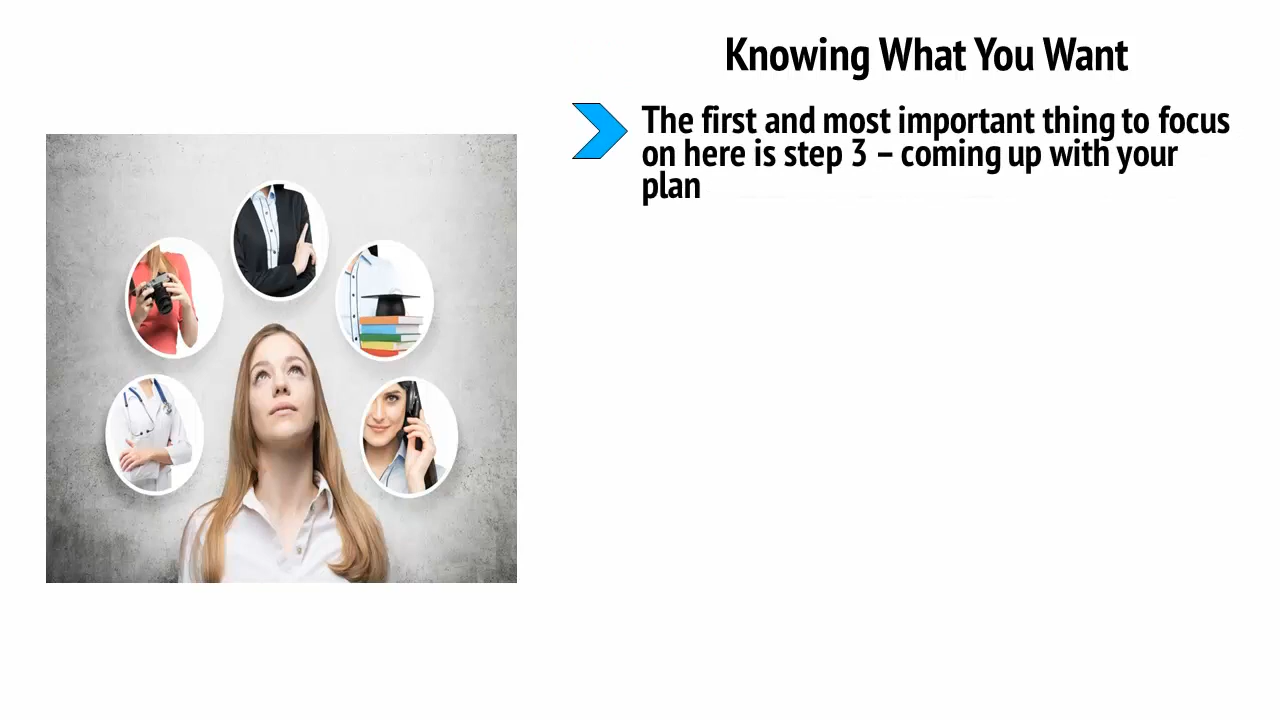 Knowing What You Want
The first and most important thing to focus
on here is step 3 – coming up with your
plan